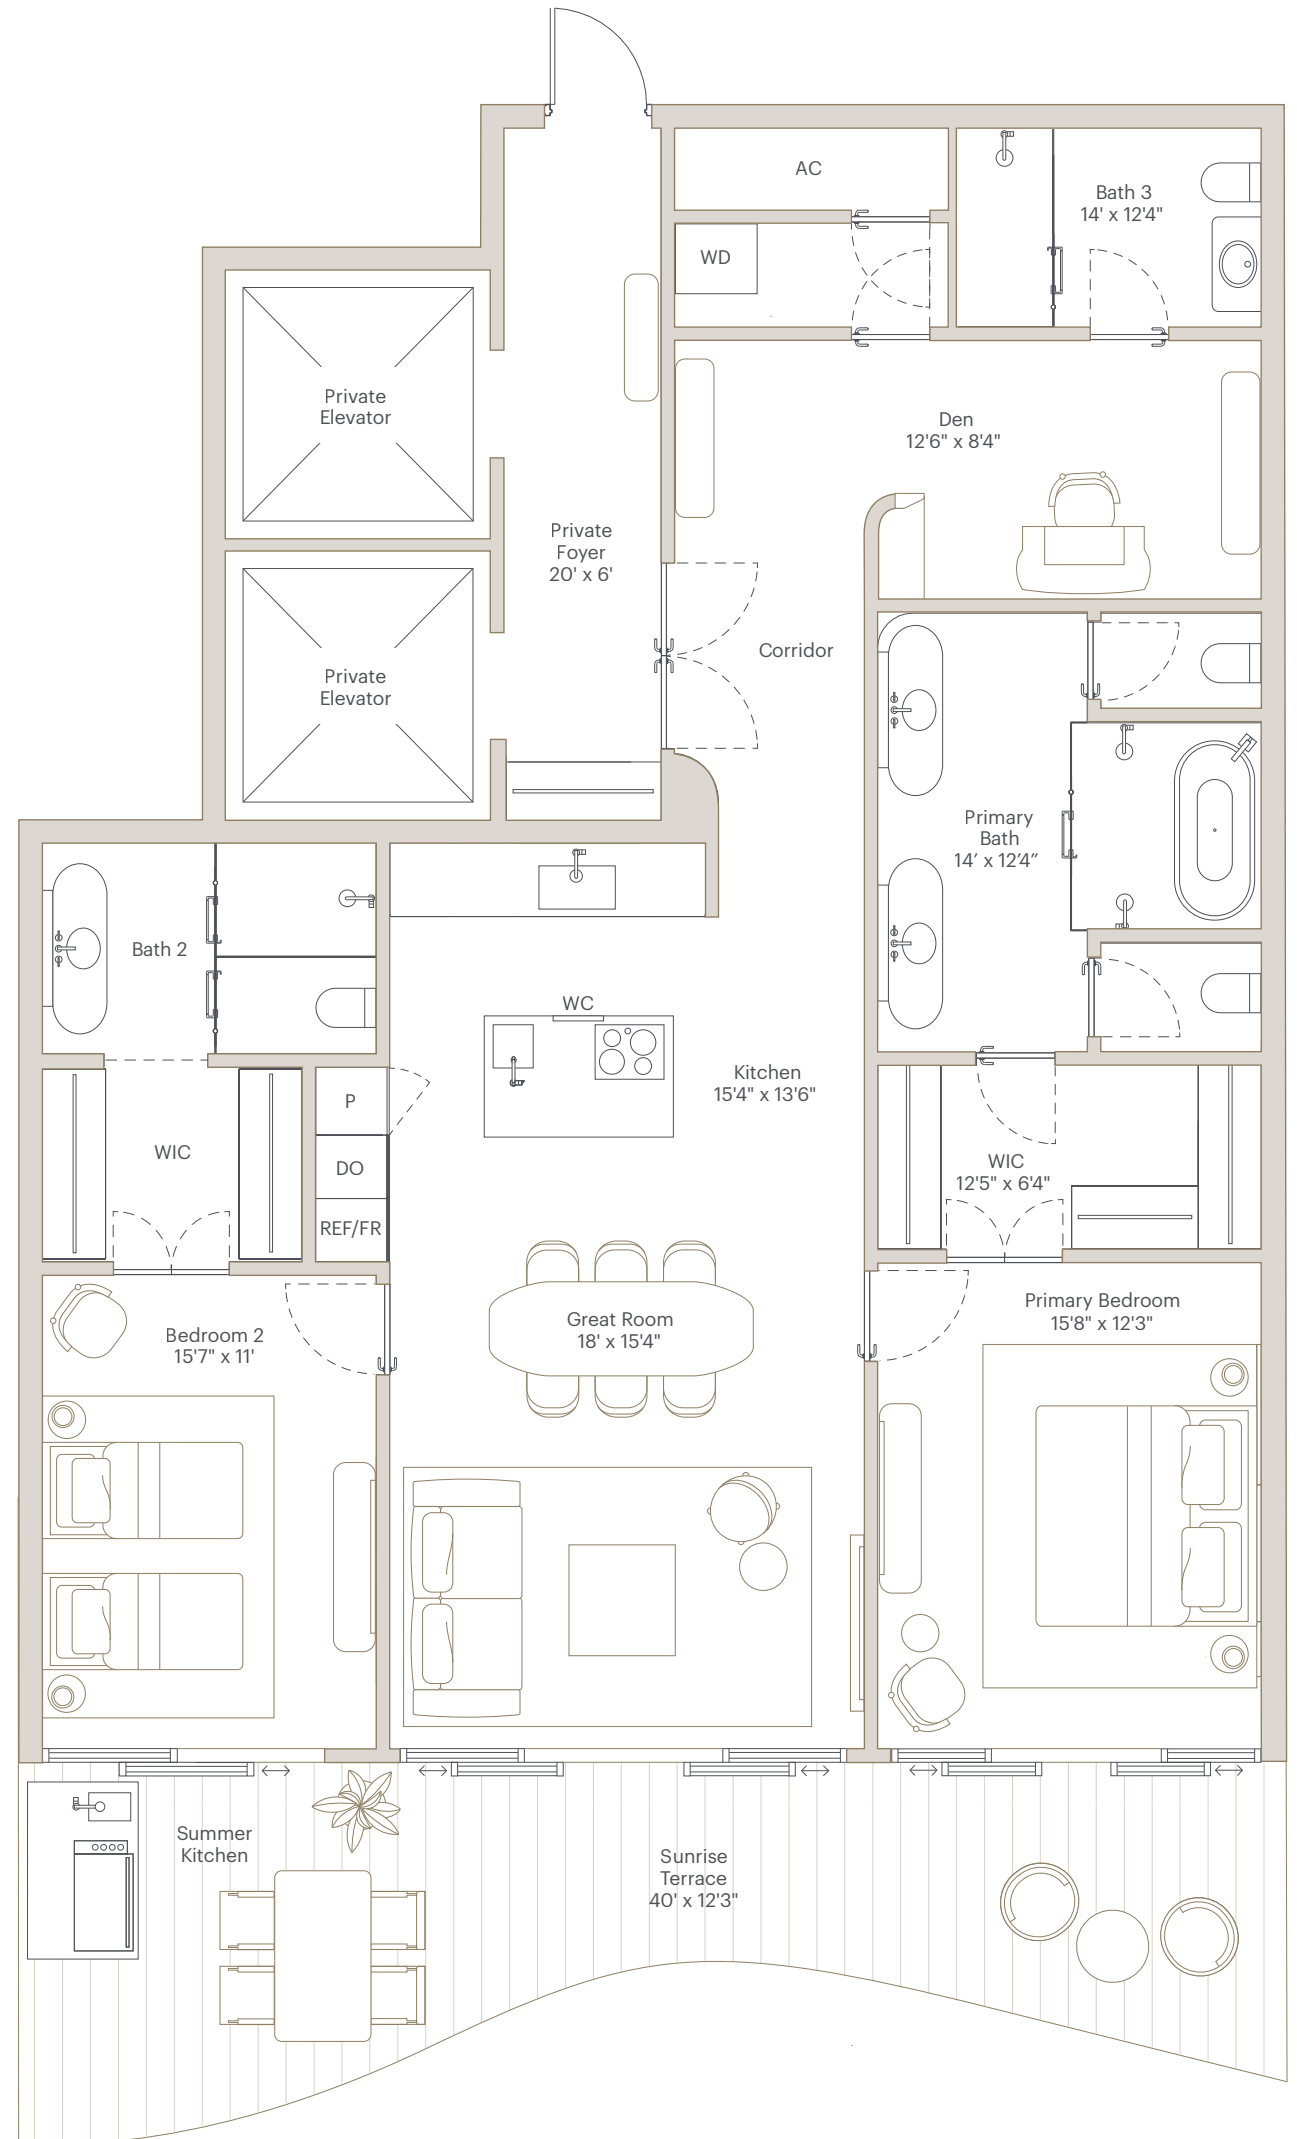 AC
Bath 3
14' x 12'4"
WD
Private
Elevator
Den
12'6" x 8'4"
Private
Foyer
20' x 6'
Corridor
Private
Elevator
Primary
Bath
14’ x 12’4”
Bath 2
WC
Kitchen
15'4" x 13'6"
P
WIC
DO
WIC
12'5" x 6'4"
REF/FR
Primary Bedroom
15'8" x 12'3"
Great Room
18' x 15'4"
Bedroom 2
15'7" x 11'
Summer
Kitchen
Sunrise
Terrace
40' x 12'3"